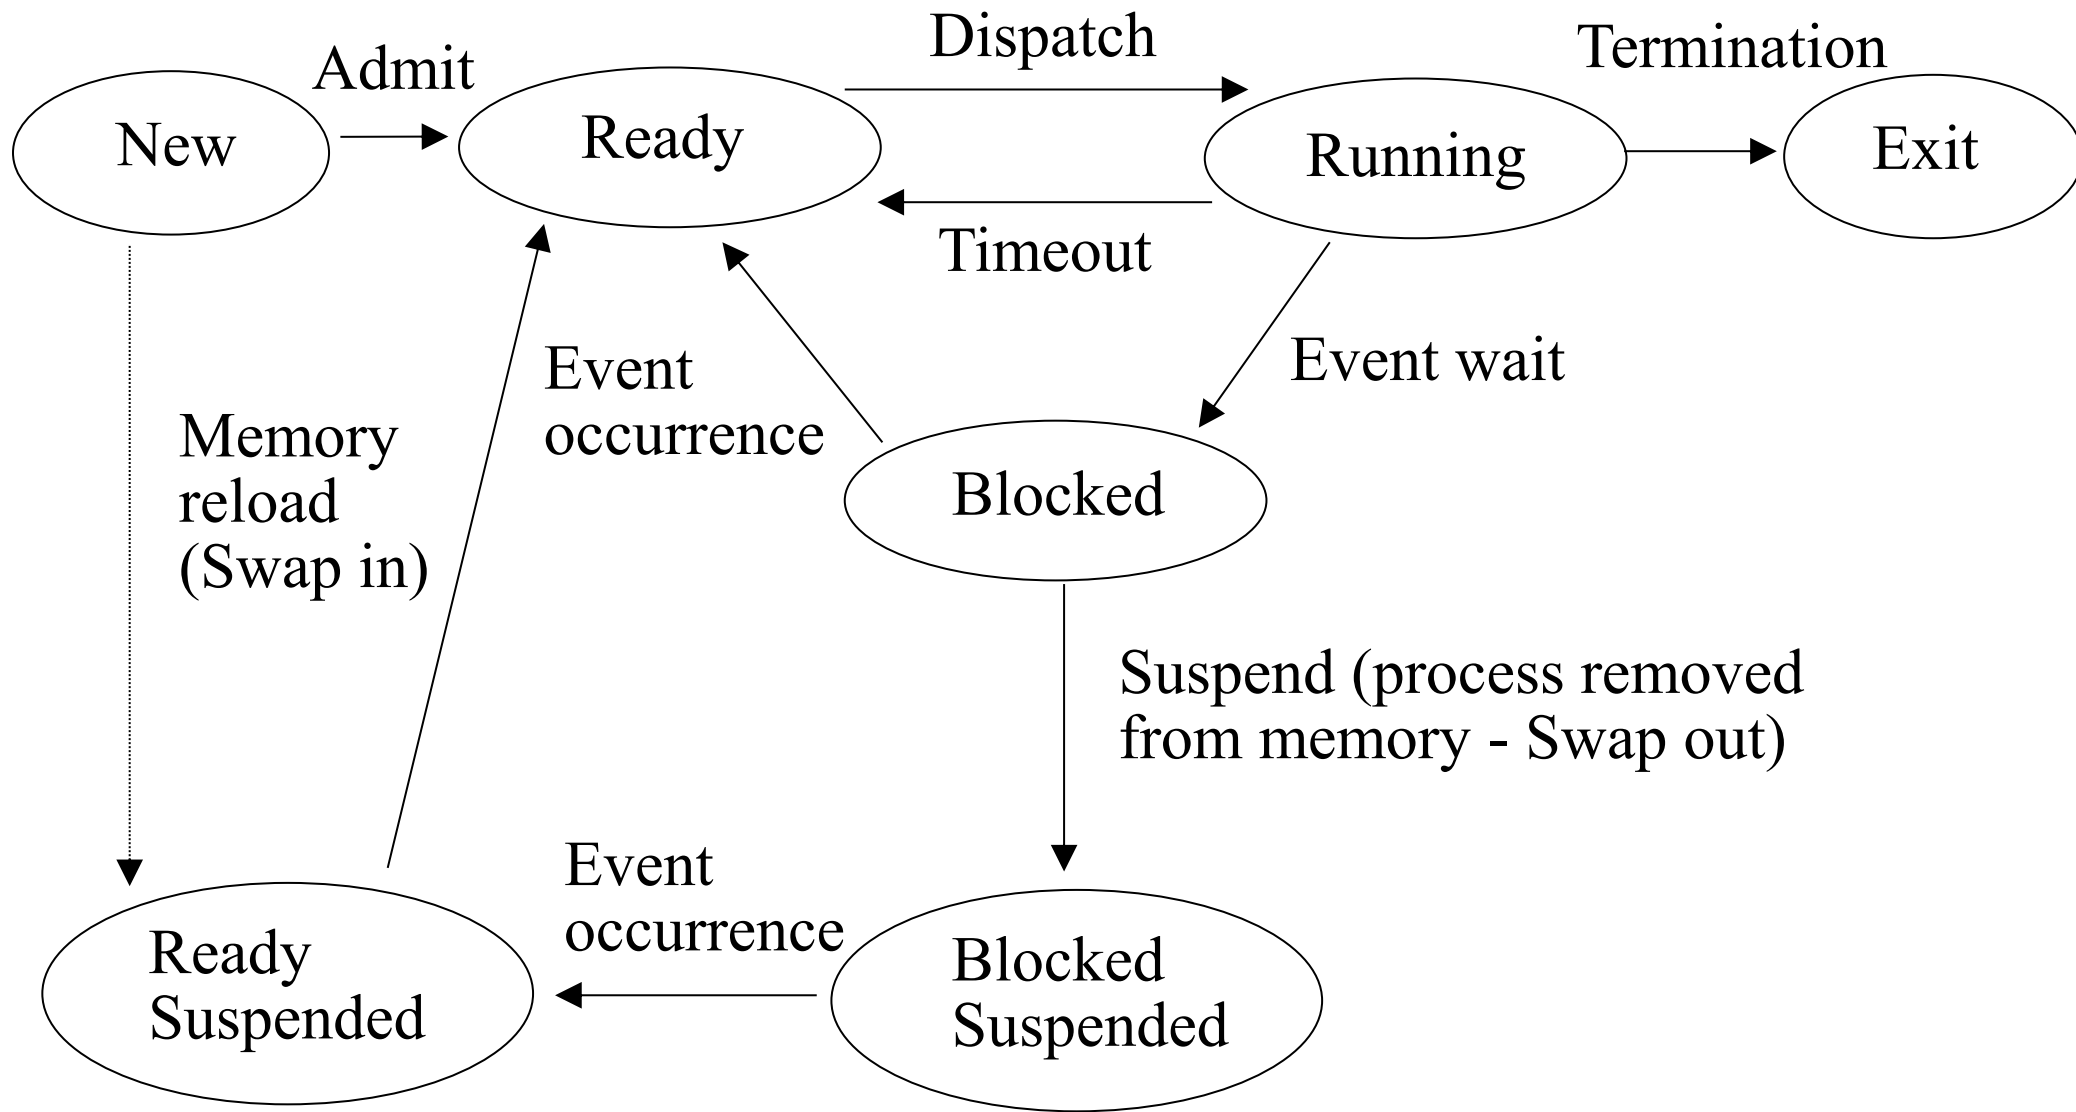 Dispatch
Termination
Admit
New
Ready
Running
Exit
Timeout
Event
occurrence
Event wait
Memory
reload
(Swap in)
Blocked
Suspend (process removed
from memory - Swap out)
Event
occurrence
Ready
Suspended
Blocked
Suspended